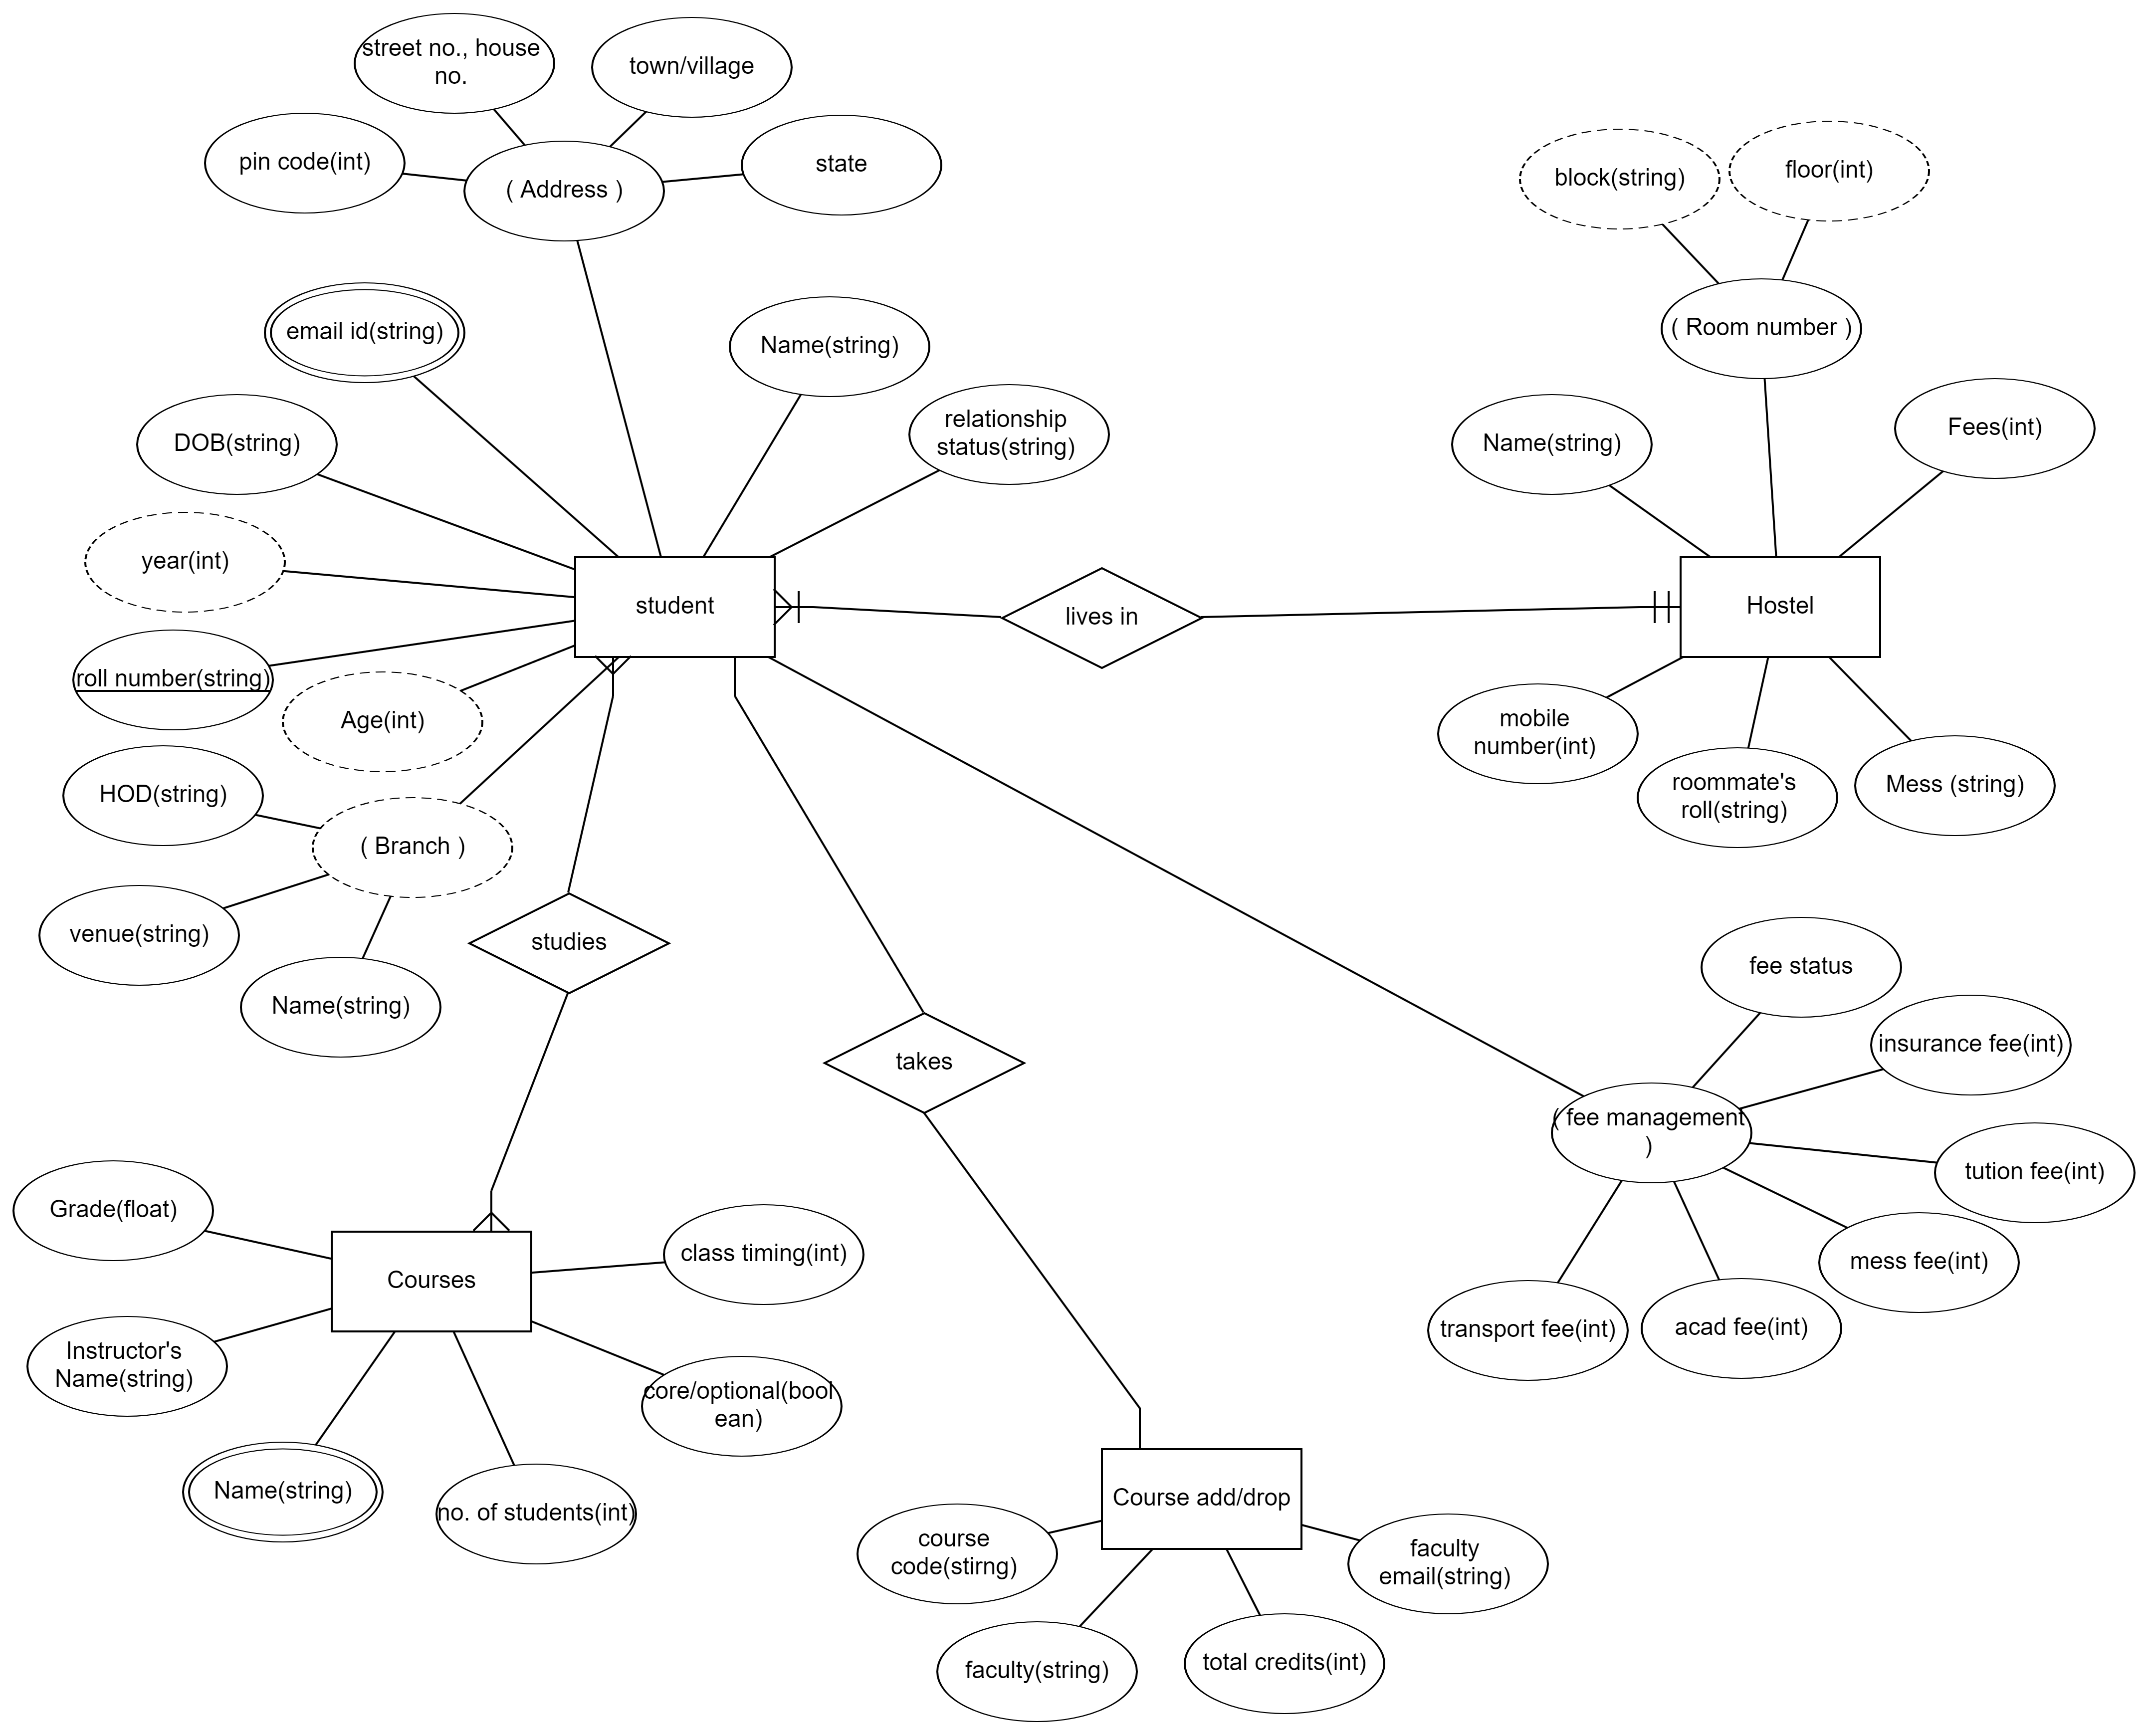 street no., house
no.
town/village
pin code(int)
( Address )
state
block(string)
floor(int)
( Room number )
email id(string)
Name(string)
relationship
status(string)
DOB(string)
Name(string)
Fees(int)
year(int)
student
lives in
Hostel
roll number(string)
Age(int)
mobile
number(int)
roommate's
roll(string)
Mess (string)
HOD(string)
( Branch )
venue(string)
Name(string)
studies
takes
fee status
insurance fee(int)
( fee management
)
tution fee(int)
mess fee(int)
transport fee(int)
acad fee(int)
Grade(float)
Courses
class timing(int)
Instructor's
Name(string)
core/optional(bool
ean)
Name(string)
no. of students(int)
Course add/drop
course
code(stirng)
faculty
email(string)
faculty(string)
total credits(int)